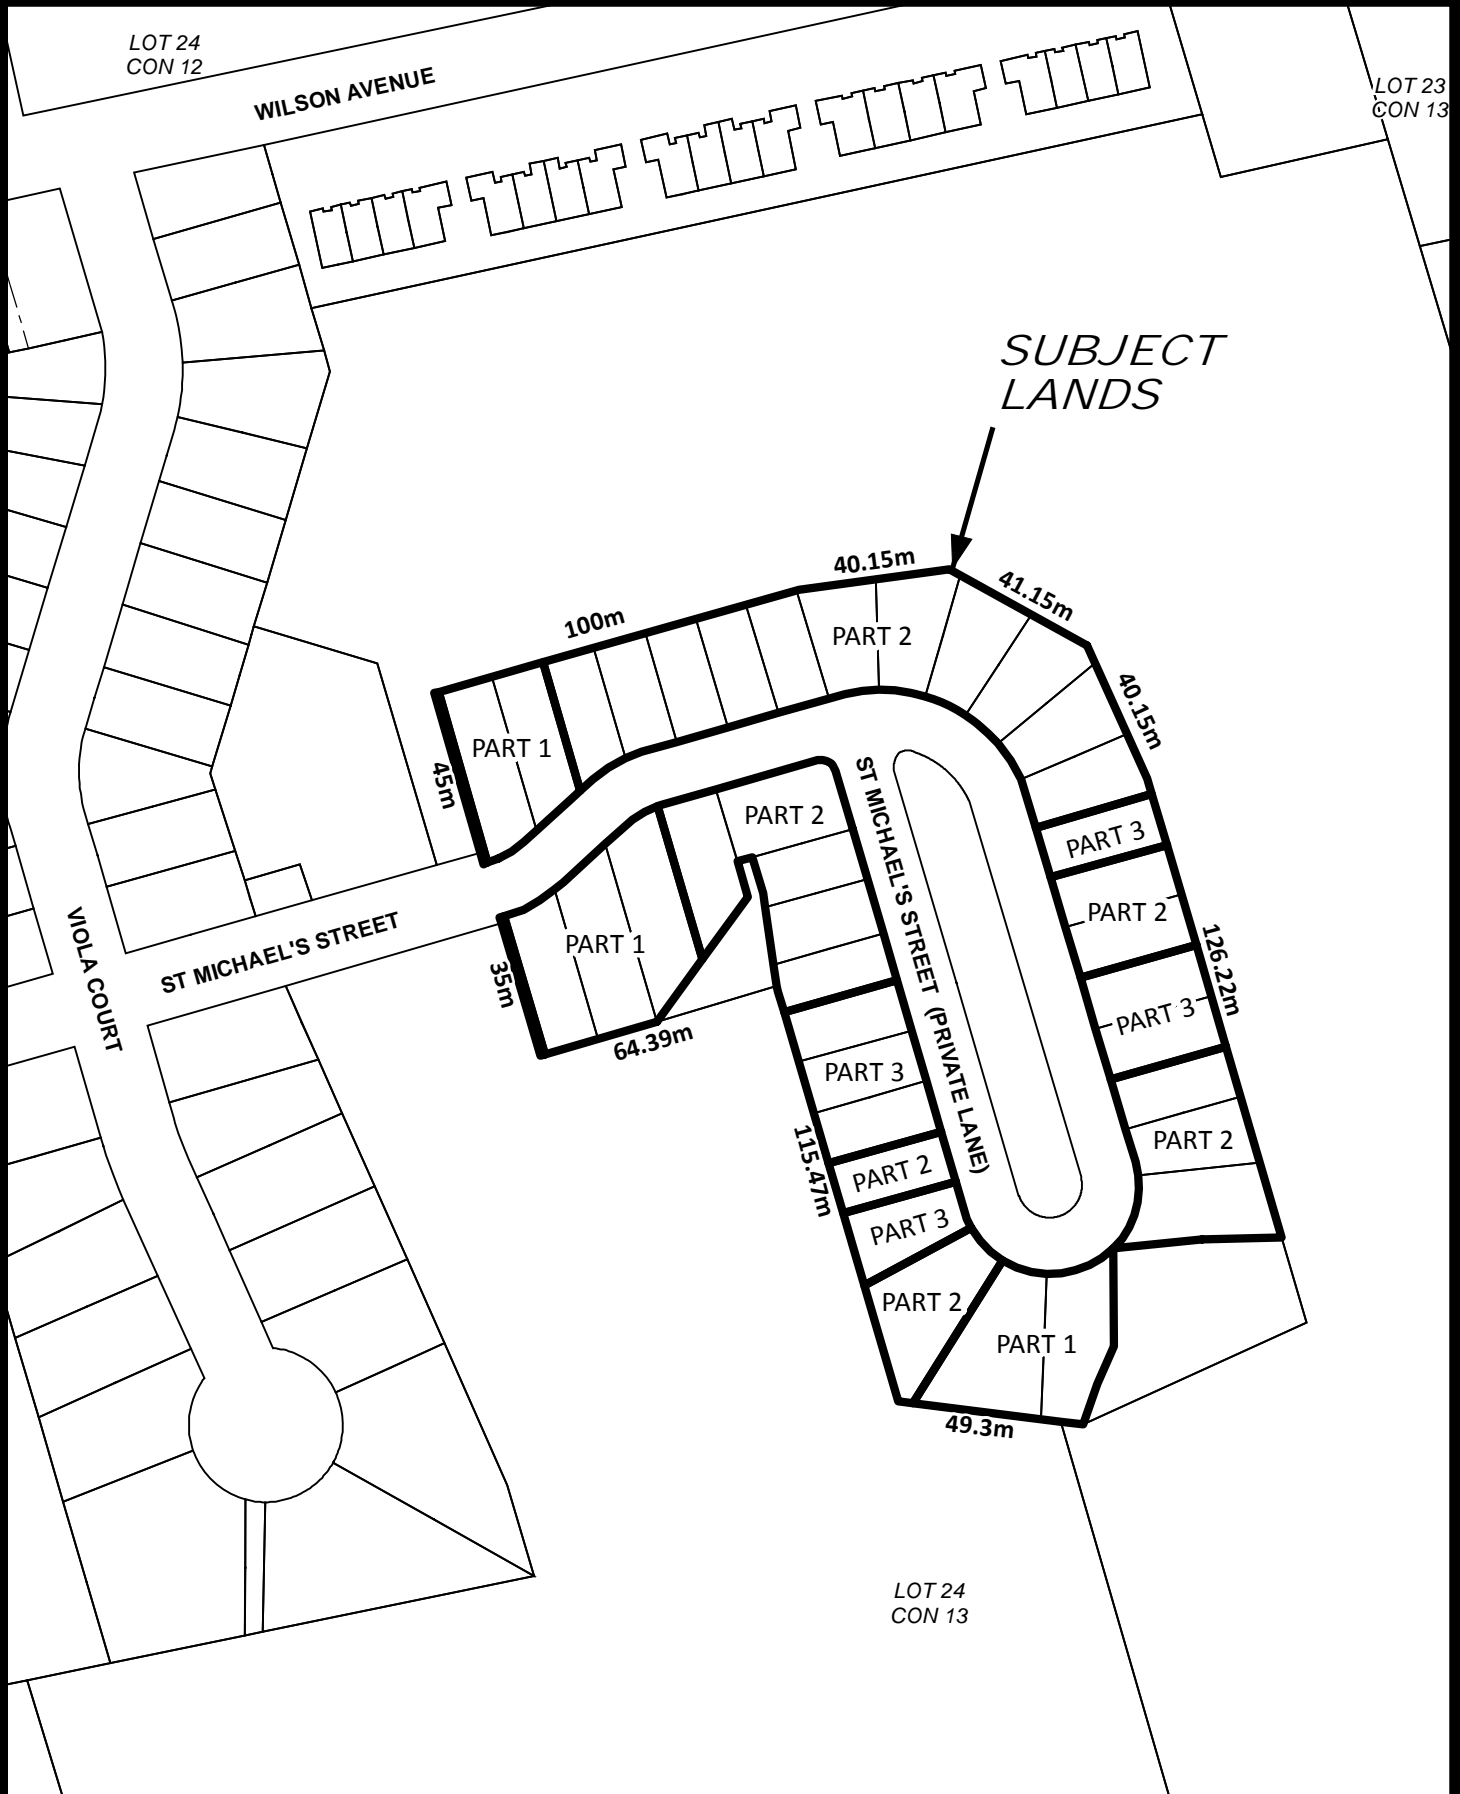 LOT 24
CON 12
WILSON AVENUE
LOT 23
CON 13
SUBJECT
LANDS
40.15m
41.15m
100m
PART 2
40.15m
PART 1
45m
PART 2
PART 3
ST MICHAEL'S STREET (PRIVATE LANE)
PART 2
PART 1
35m
126.22m
VIOLA COURT
ST MICHAEL'S STREET
PART 3
64.39m
PART 3
PART 2
115.47m
PART 2
PART 3
PART 2
PART 1
49.3m
LOT 24
CON 13